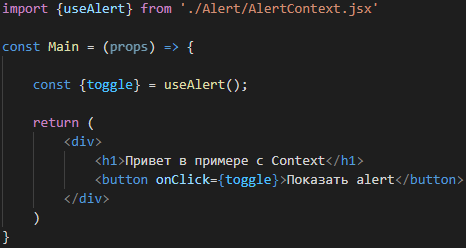 import {useAlert} from './Alert/AlertContext.jsx'
const Main = (props) => {
const {toggle} = useAlert();
return (
<div>
<h1>Привет в примере с Context</h1>
<button onClick={toggle}>Показать alert</button>
</div>
)
}